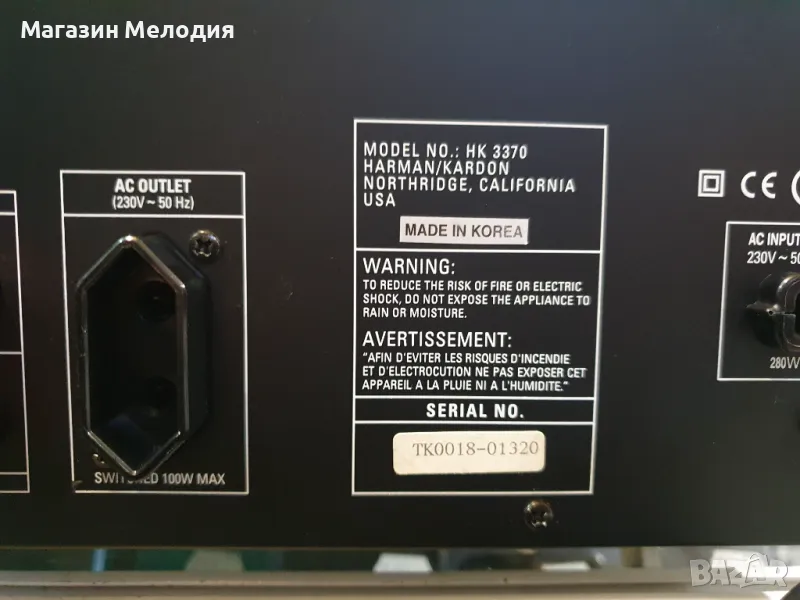 Магазин Мелодия
AC OUTLET
(230V ~ 50 Hz)
SWITCHED 100W MAX
MODEL NO.: HK 3370
HARMAN/KARDON
NORTHRIDGE, CALIFORNIA
USA
MADE IN KOREA
WARNING:
TO REDUCE THE RISK OF FIRE OR ELECTRIC
SHOCK, DO NOT EXPOSE THE APPLIANCE TO
RAIN OR MOISTURE.
AVERTISSEMENT:
"AFIN D'EVITER LES RISQUES D'INCENDIE
ET D'ELECTROCUTION NE PAS EXPOSER CET
APPAREIL A LA PLUIE NI A L'HUMIDITE."
SERIAL NO.
TK0018-01320
CE
AC INPUT
230V ~ 50
280W
BAZAR